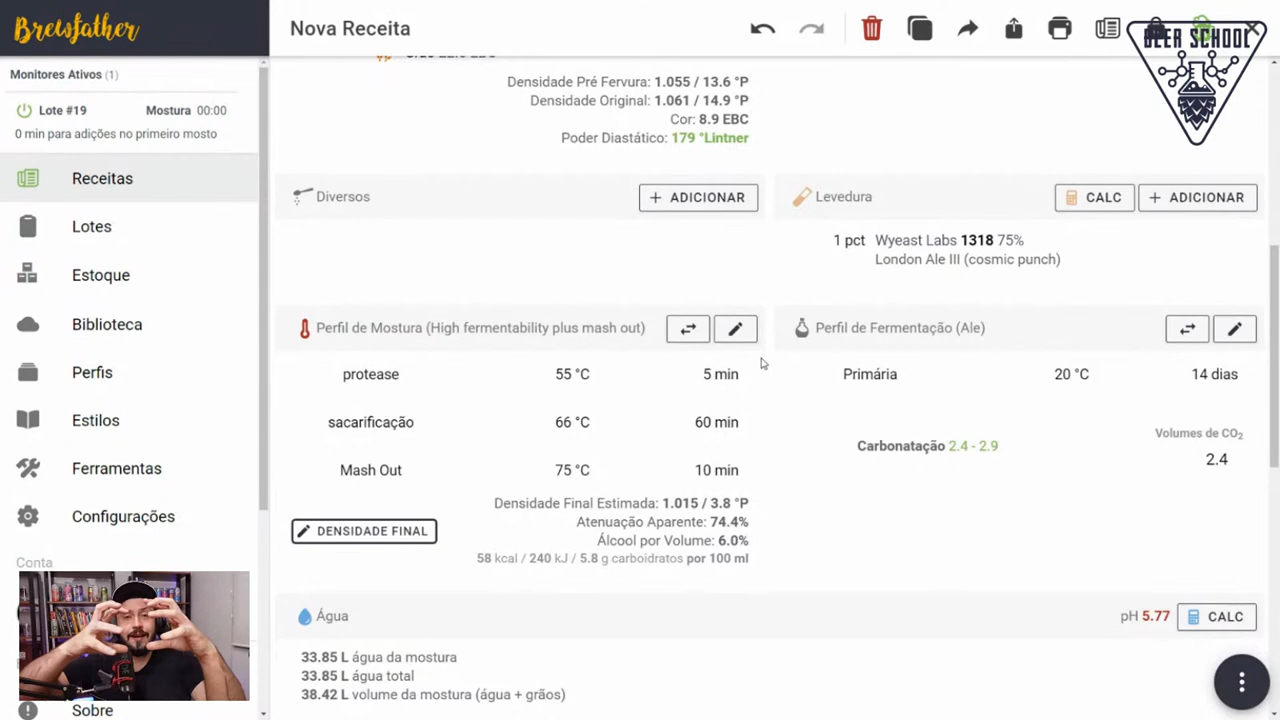 Brewfather
Nova Receita
BEER SCHOOL
Monitores Ativos (1)
Lote #19 Mostura 00:00
0 min para adições no primeiro mosto
Receitas
Lotes
Estoque
Biblioteca
Perfis
Estilos
Ferramentas
Configurações
Conta
Sobre
Densidade Pré Fervura: 1.055 / 13.6 °P
Densidade Original: 1.061 / 14.9 °P
Cor: 8.9 EBC
Poder Diastático: 179 °Lintner
Diversos + ADICIONAR
Levedura CALC + ADICIONAR
1 pct Wyeast Labs 1318 75%
London Ale III (cosmic punch)
Perfil de Mostura (High fermentability plus mash out)
protease 55 °C 5 min
sacarificação 66 °C 60 min
Mash Out 75 °C 10 min
Densidade Final Estimada: 1.015 / 3.8 °P
Atenuação Aparente: 74.4%
Álcool por Volume: 6.0%
58 kcal / 240 kJ / 5.8 g carboidratos por 100 ml
DENSIDADE FINAL
Perfil de Fermentação (Ale)
Primária 20 °C 14 dias
Carbonatação 2.4 - 2.9
Volumes de CO2
2.4
Água pH 5.77 CALC
33.85 L água da mostura
33.85 L água total
38.42 L volume da mostura (água + grãos)